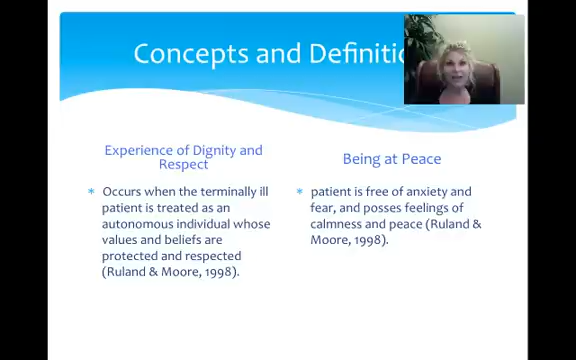 Concepts and Definitio
Experience of Dignity and
Respect
Occurs when the terminally ill
patient is treated as an
autonomous individual whose
values and beliefs are
protected and respected
(Ruland & Moore, 1998).
Being at Peace
patient is free of anxiety and
fear, and posses feelings of
calmness and peace (Ruland &
Moore, 1998).